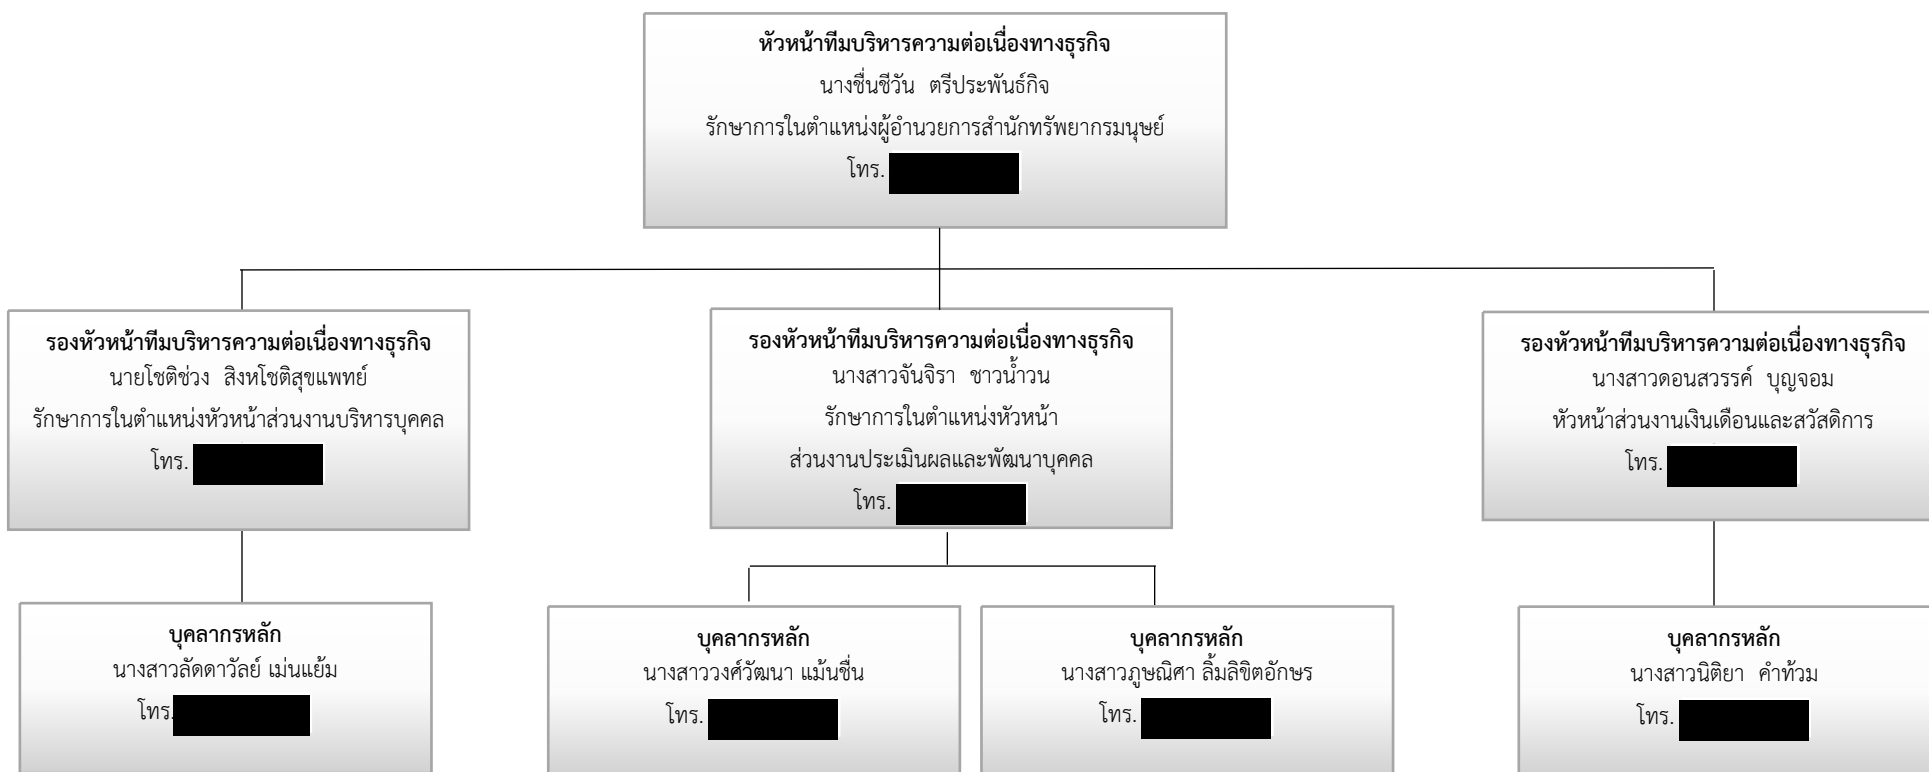 หัวหน้าทีมบริหารความต่อเนื่องทางธุรกิจ
นางชื่นชีวัน ตรีประพันธ์กิจ
รักษาการในตำแหน่งผู้อำนวยการสำนักทรัพยากรมนุษย์
โทร.
รองหัวหน้าทีมบริหารความต่อเนื่องทางธุรกิจ
นายโชติช่วง สิงหโชติสุขแพทย์
รักษาการในตำแหน่งหัวหน้าส่วนงานบริหารบุคคล
โทร.
รองหัวหน้าทีมบริหารความต่อเนื่องทางธุรกิจ
นางสาวจันจิรา ชาวน้ำวน
รักษาการในตำแหน่งหัวหน้า
ส่วนงานประเมินผลและพัฒนาบุคคล
โทร.
รองหัวหน้าทีมบริหารความต่อเนื่องทางธุรกิจ
นางสาวดอนสวรรค์ บุญจอม
หัวหน้าส่วนงานเงินเดือนและสวัสดิการ
โทร.
บุคลากรหลัก
นางสาวลัดดาวัลย์ เม่นแย้ม
โทร.
บุคลากรหลัก
นางสาววงศ์วัฒนา แม้นชื่น
โทร.
บุคลากรหลัก
นางสาวภูษณิศา ลิ้มลิขิตอักษร
โทร.
บุคลากรหลัก
นางสาวนิติยา คำท้วม
โทร.